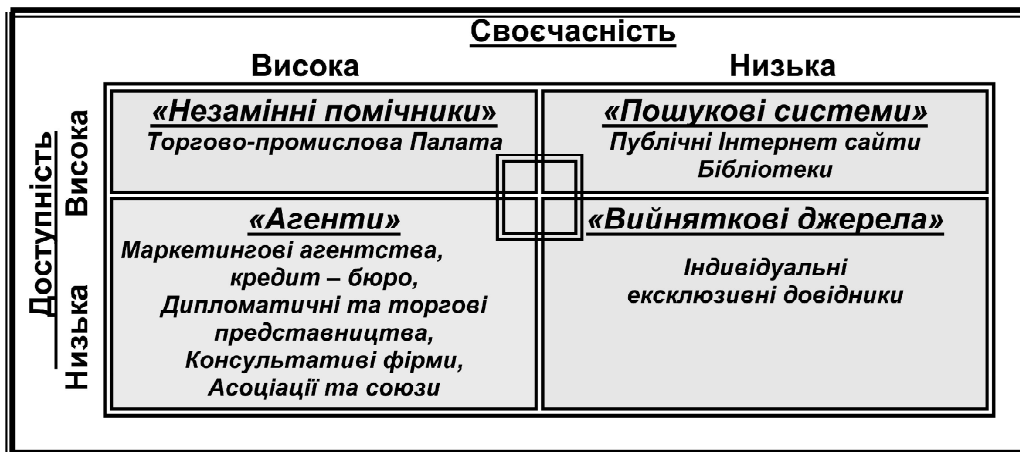 Своєчасність
Висока
Низька
Доступність
Висока
Низька
«Незамінні помічники»
Торгово-промислова Палата
«Пошукові системи»
Публічні Інтернет сайти
Бібліотеки
«Агенти»
Маркетингові агентства,
кредит – бюро,
Дипломатичні та торгові
представництва,
Консультативі фірми,
Асоціації та союзи
«Вийняткові джерела»
Індивідуальні
ексклюзивні довідники